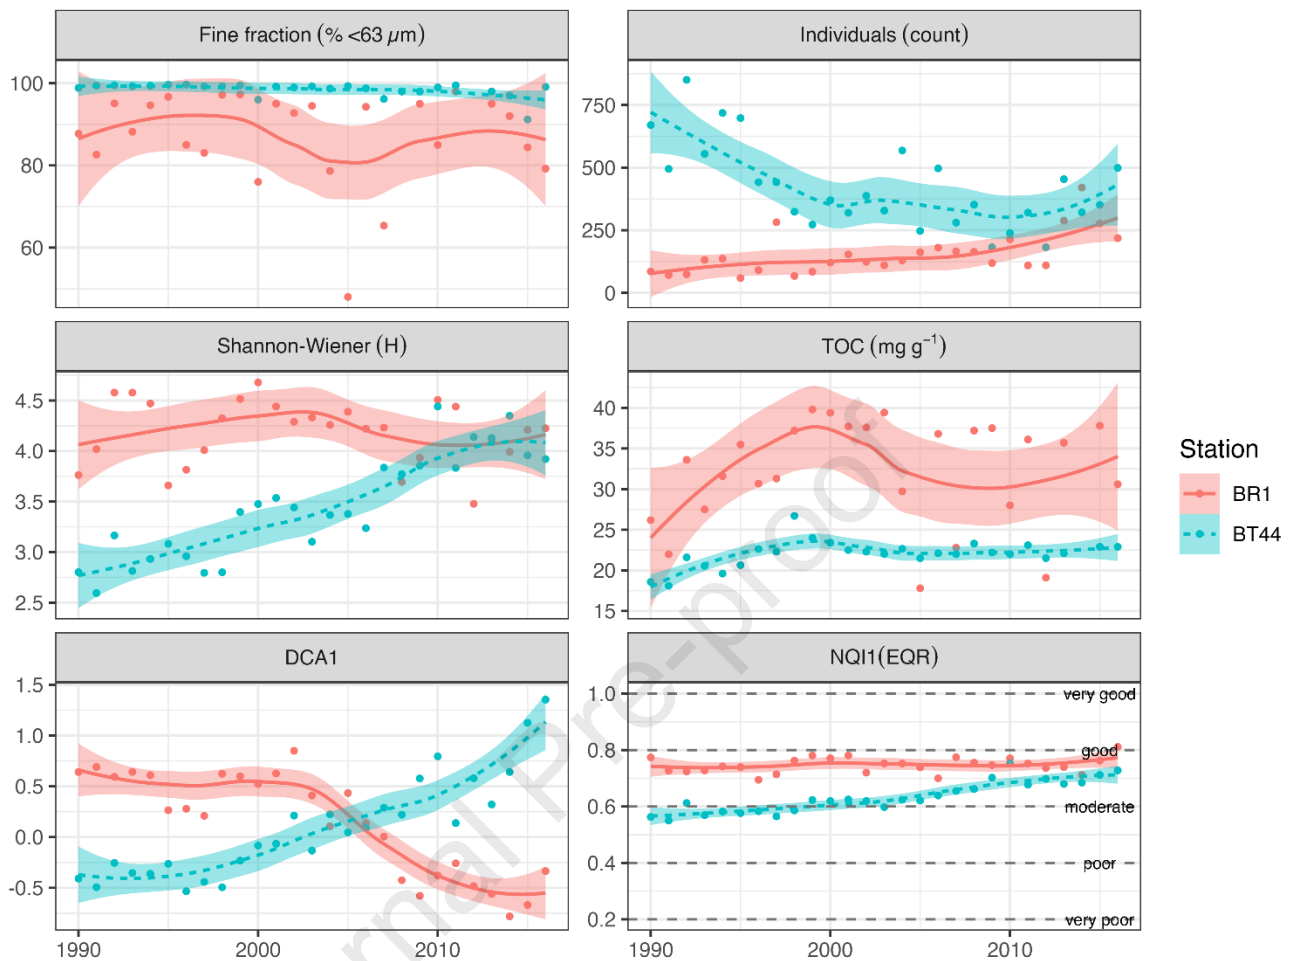 Fine fraction (% <63 µm)
Individuals (count)
100
80
60
750
500
250
0
Shannon-Wiener (H)
TOC (mg g⁻¹)
4.5
4.0
3.5
3.0
2.5
40
35
30
25
20
15
DCA1
NQI1(EQR)
1.5
1.0
0.5
0.0
-0.5
1.0
0.8
0.6
0.4
0.2
very good
good
moderate
poor
very poor
1990
2000
2010
1990
2000
2010
Station
BR1
BT44
rnal Pre-proof